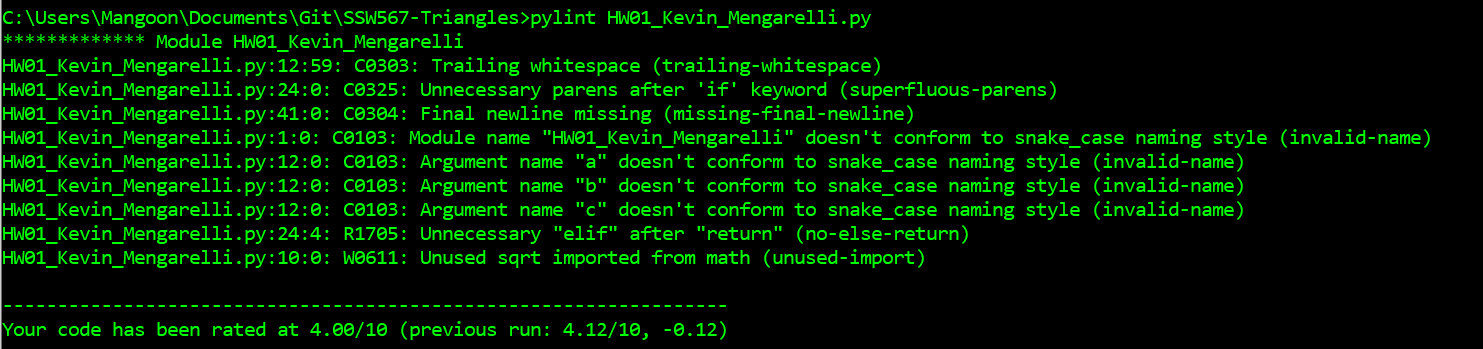 C:\Users\Mangoon\Documents\Git\SSW567-Triangles>pylint HW01_Kevin_Mengarelli.py
************* Module HW01_Kevin_Mengarelli
HW01_Kevin_Mengarelli.py:12:59: C0303: Trailing whitespace (trailing-whitespace)
HW01_Kevin_Mengarelli.py:24:0: C0325: Unnecessary parens after 'if' keyword (superfluous-parens)
HW01_Kevin_Mengarelli.py:41:0: C0304: Final newline missing (missing-final-newline)
HW01_Kevin_Mengarelli.py:1:0: C0103: Module name "HW01_Kevin_Mengarelli" doesn't conform to snake_case naming style (invalid-name)
HW01_Kevin_Mengarelli.py:12:0: C0103: Argument name "a" doesn't conform to snake_case naming style (invalid-name)
HW01_Kevin_Mengarelli.py:12:0: C0103: Argument name "b" doesn't conform to snake_case naming style (invalid-name)
HW01_Kevin_Mengarelli.py:12:0: C0103: Argument name "c" doesn't conform to snake_case naming style (invalid-name)
HW01_Kevin_Mengarelli.py:24:4: R1705: Unnecessary "elif" after "return" (no-else-return)
HW01_Kevin_Mengarelli.py:10:0: W0611: Unused sqrt imported from math (unused-import)
------------------------------------------------------------------
Your code has been rated at 4.00/10 (previous run: 4.12/10, -0.12)